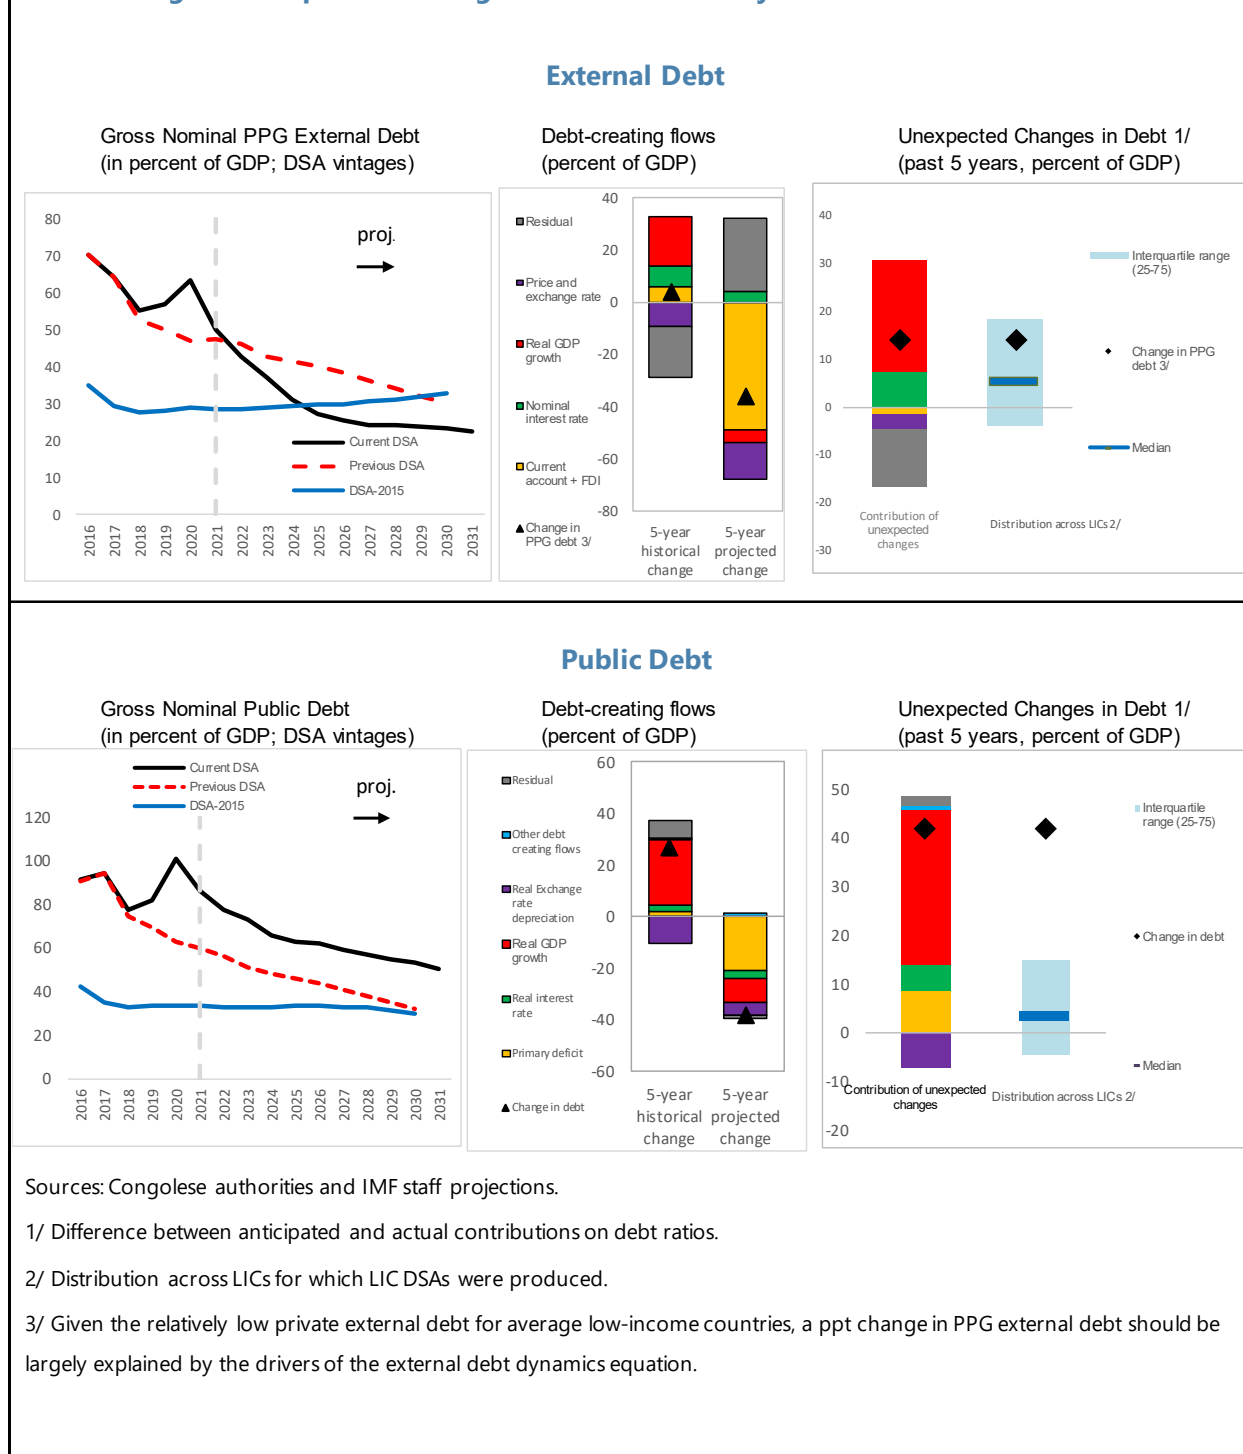 External Debt
Gross Nominal PPG External Debt
(in percent of GDP; DSA vintages)
80
70
60
50
40
30
20
10
0
proj.
Current DSA
Previous DSA
DSA-2015
2016
2017
2018
2019
2020
2021
2022
2023
2024
2025
2026
2027
2028
2029
2030
2031
Debt-creating flows
(percent of GDP)
Residual
Price and
exchange rate
Real GDP
growth
Nominal
interest rate
Current
account + FDI
Change in
PPG debt 3/
40
20
0
-20
-40
-60
-80
5-year
historical
change
5-year
projected
change
Unexpected Changes in Debt 1/
(past 5 years, percent of GDP)
40
30
20
10
0
-10
-20
-30
Contribution of
unexpected
changes
Distribution across LICs 2/
Interquartile range
(25-75)
Change in PPG
debt 3/
Median
Public Debt
Gross Nominal Public Debt
(in percent of GDP; DSA vintages)
Current DSA
Previous DSA
DSA-2015
proj.
120
100
80
60
40
20
0
2016
2017
2018
2019
2020
2021
2022
2023
2024
2025
2026
2027
2028
2029
2030
2031
Debt-creating flows
(percent of GDP)
Residual
Other debt
creating flows
Real Exchange
rate
depreciation
Real GDP
growth
Real interest
rate
Primary deficit
Change in debt
60
40
20
0
-20
-40
-60
5-year
historical
change
5-year
projected
change
Unexpected Changes in Debt 1/
(past 5 years, percent of GDP)
50
40
30
20
10
0
-10
-20
Contribution of unexpected
changes
Distribution across LICs 2/
Interquartile
range (25-75)
Change in debt
Median
Sources: Congolese authorities and IMF staff projections.
1/ Difference between anticipated and actual contributions on debt ratios.
2/ Distribution across LICs for which LIC DSAs were produced.
3/ Given the relatively low private external debt for average low-income countries, a ppt change in PPG external debt should be
largely explained by the drivers of the external debt dynamics equation.